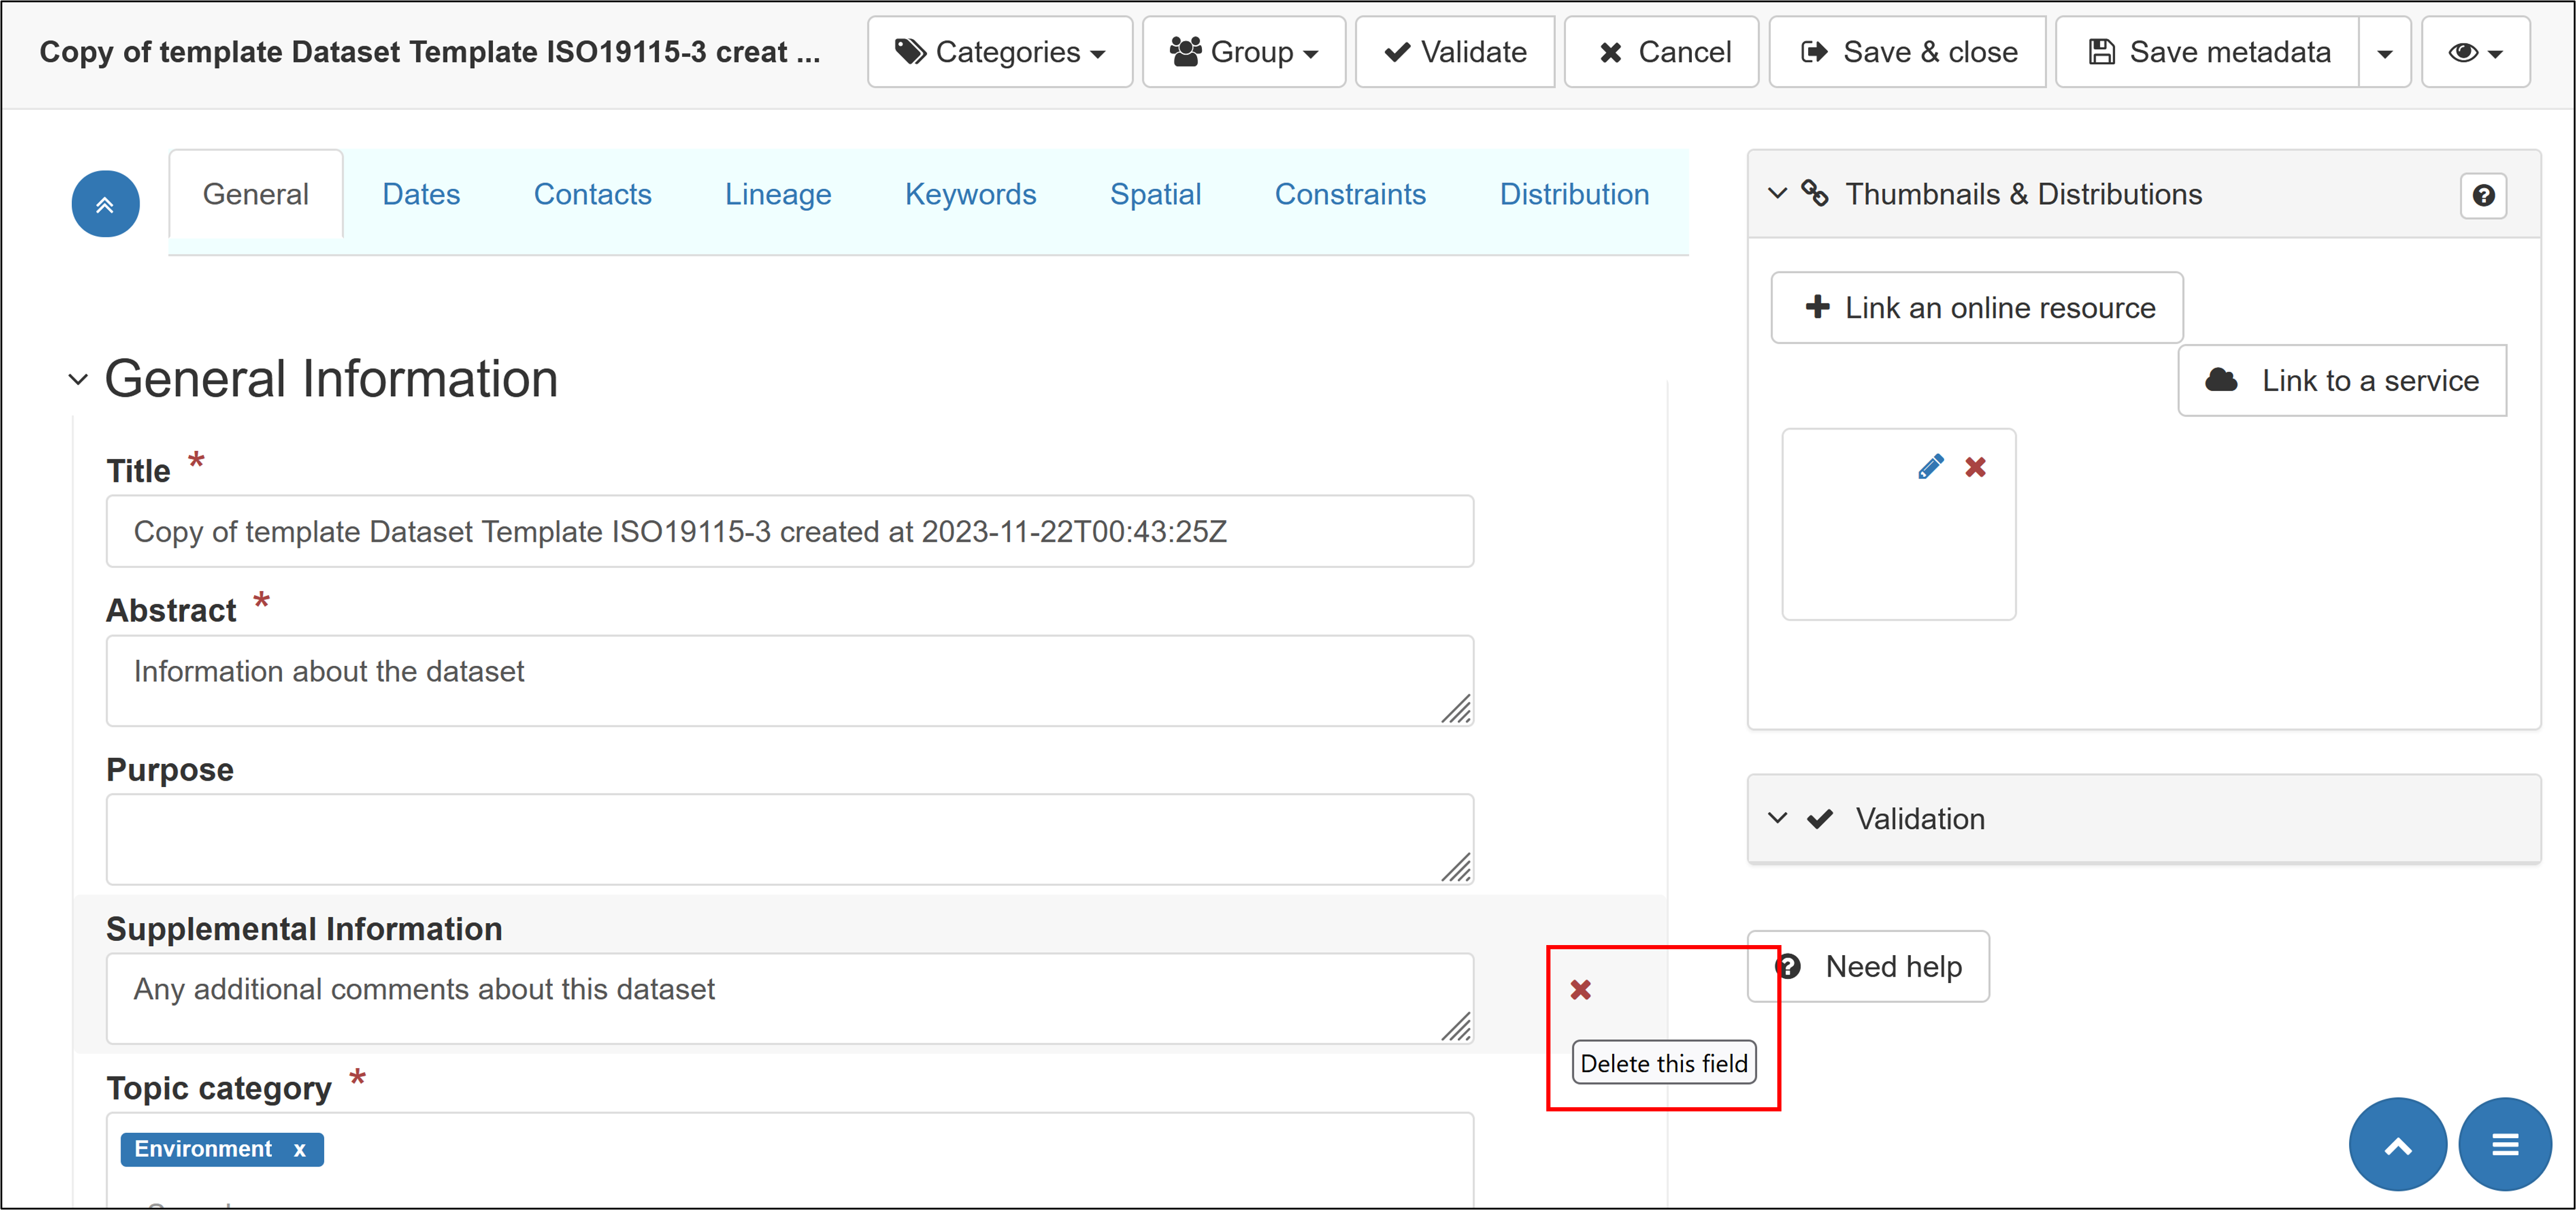 Copy of template Dataset Template ISO19115-3 creat ...
Categories
Group
Validate
Cancel
Save & close
Save metadata
General
Dates
Contacts
Lineage
Keywords
Spatial
Constraints
Distribution
Thumbnails & Distributions
Link an online resource
Link to a service
General Information
Title *
Copy of template Dataset Template ISO19115-3 created at 2023-11-22T00:43:25Z
Abstract *
Information about the dataset
Purpose
Validation
Supplemental Information
Any additional comments about this dataset
Need help
Delete this field
Topic category *
Environment x